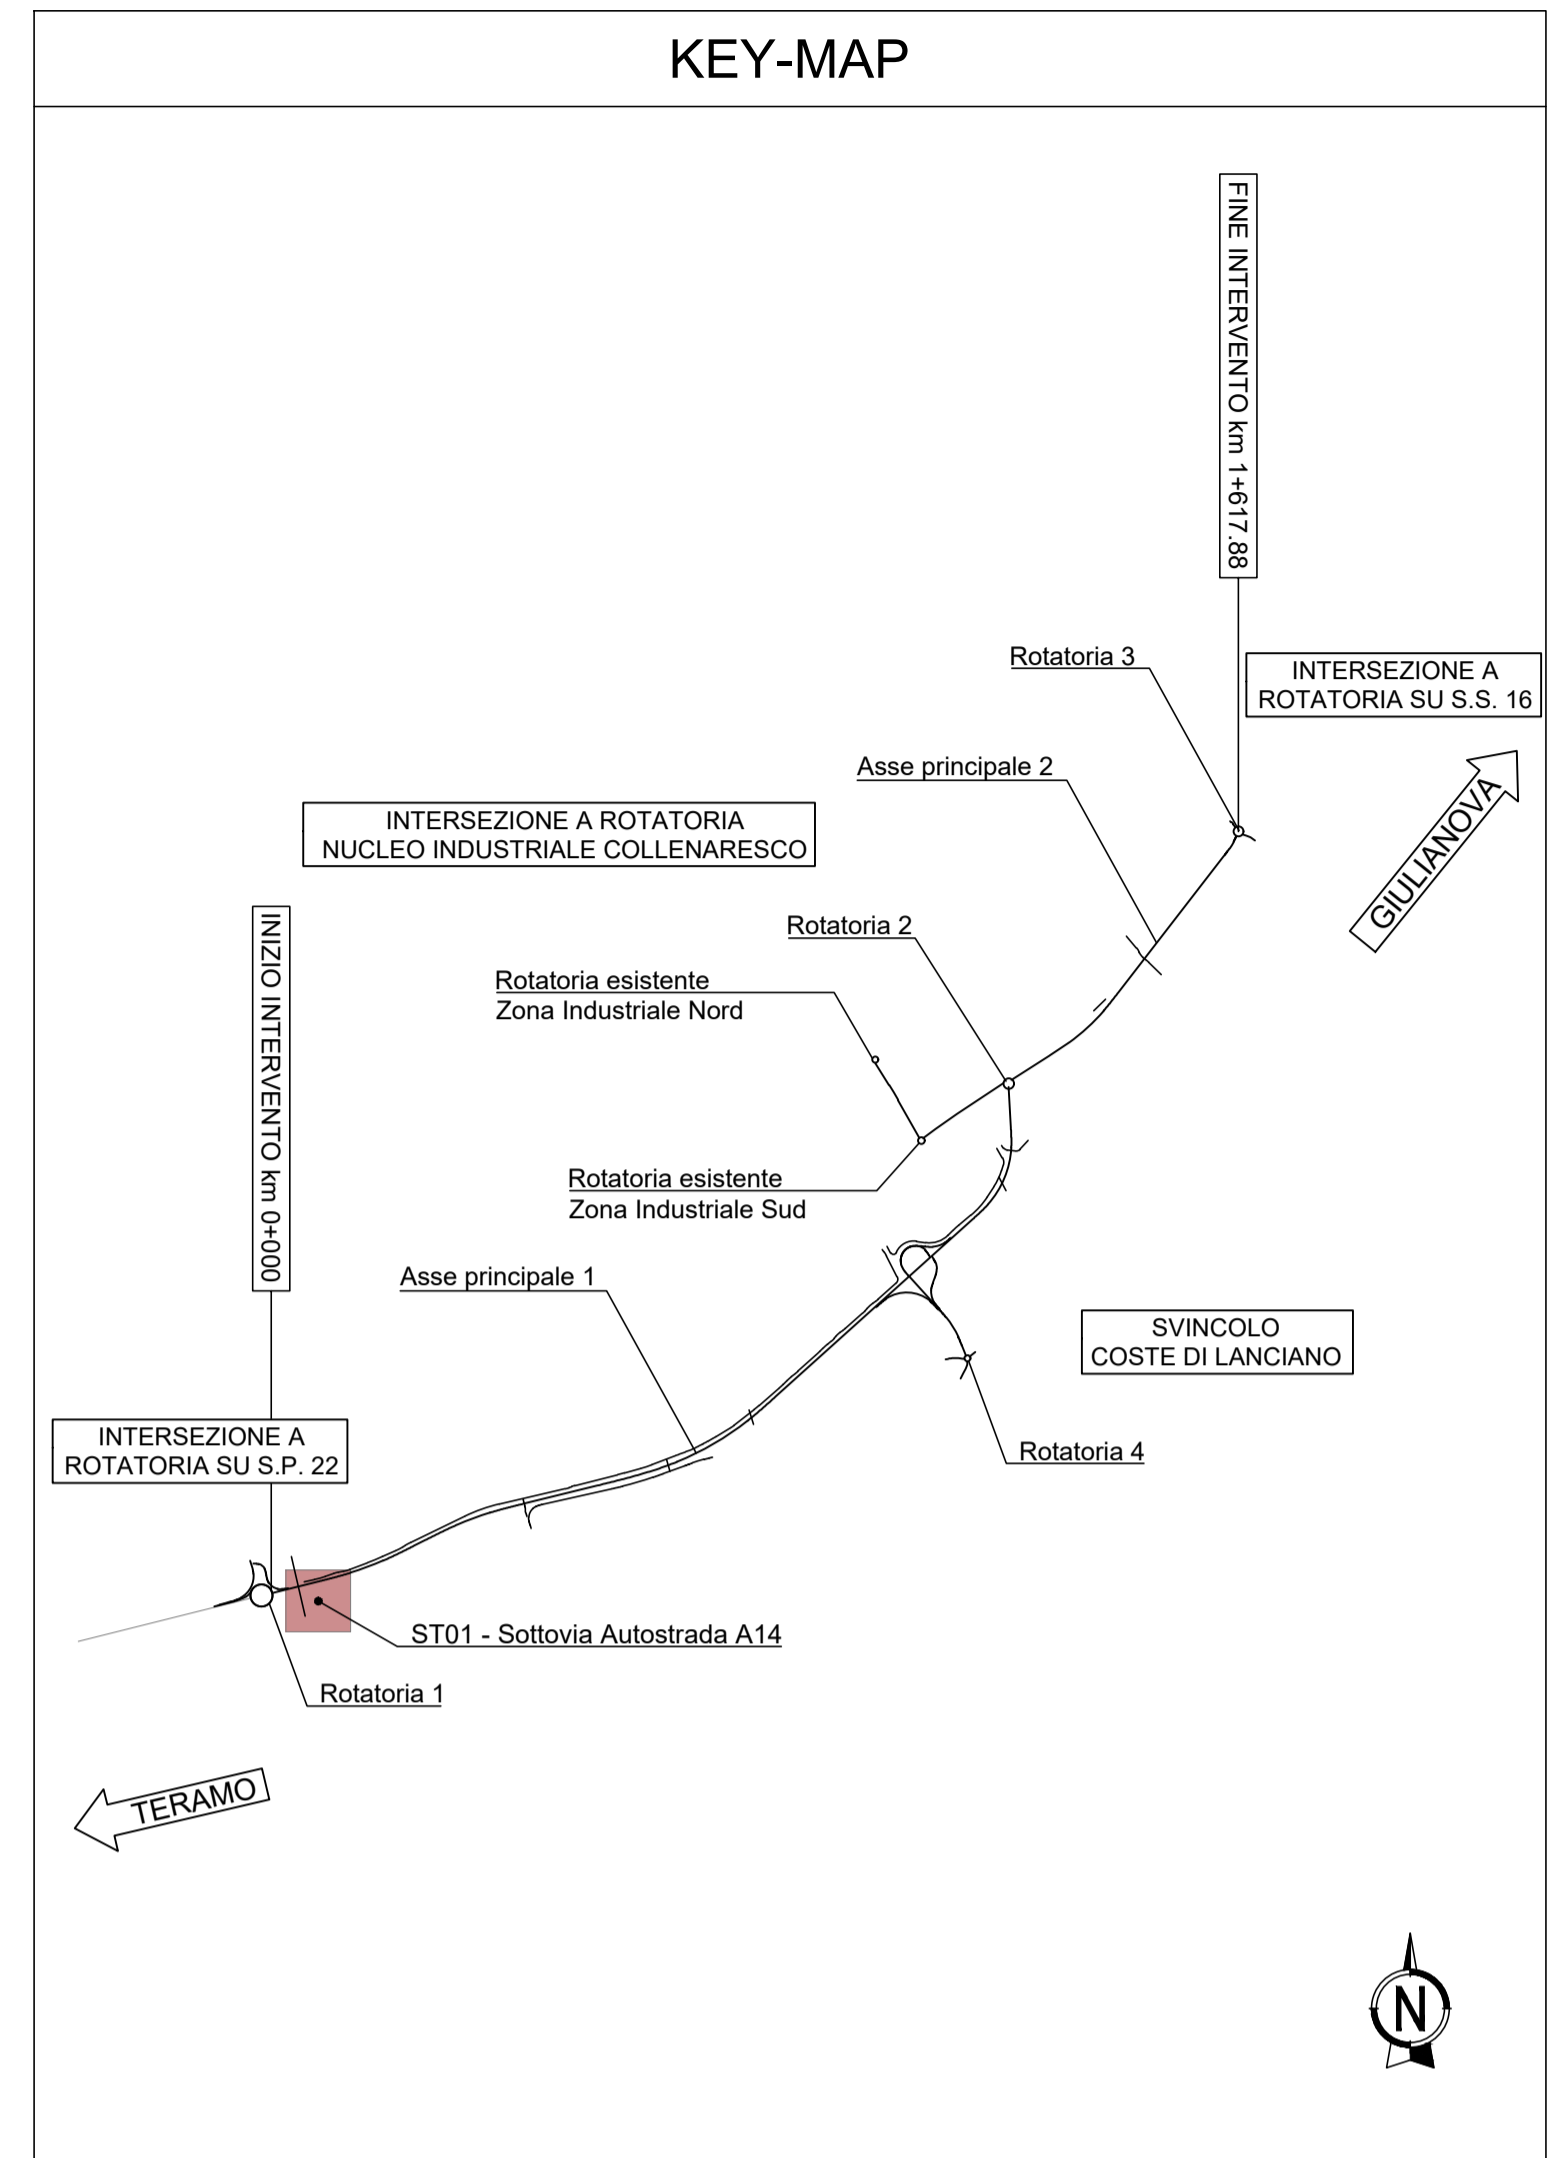 KEY-MAP
FINE INTERVENTO km 1+617.88
Rotatoria 3
INTERSEZIONE A
ROTATORIA SU S.S. 16
Asse principale 2
GIULIANOVA
INTERSEZIONE A ROTATORIA
NUCLEO INDUSTRIALE COLLENARESCO
INIZIO INTERVENTO km 0+000
Rotatoria 2
Rotatoria esistente
Zona Industriale Nord
Rotatoria esistente
Zona Industriale Sud
Asse principale 1
SVINCOLO
COSTE DI LANCIANO
INTERSEZIONE A
ROTATORIA SU S.P. 22
Rotatoria 4
ST01 - Sottovia Autostrada A14
Rotatoria 1
TERAMO
N